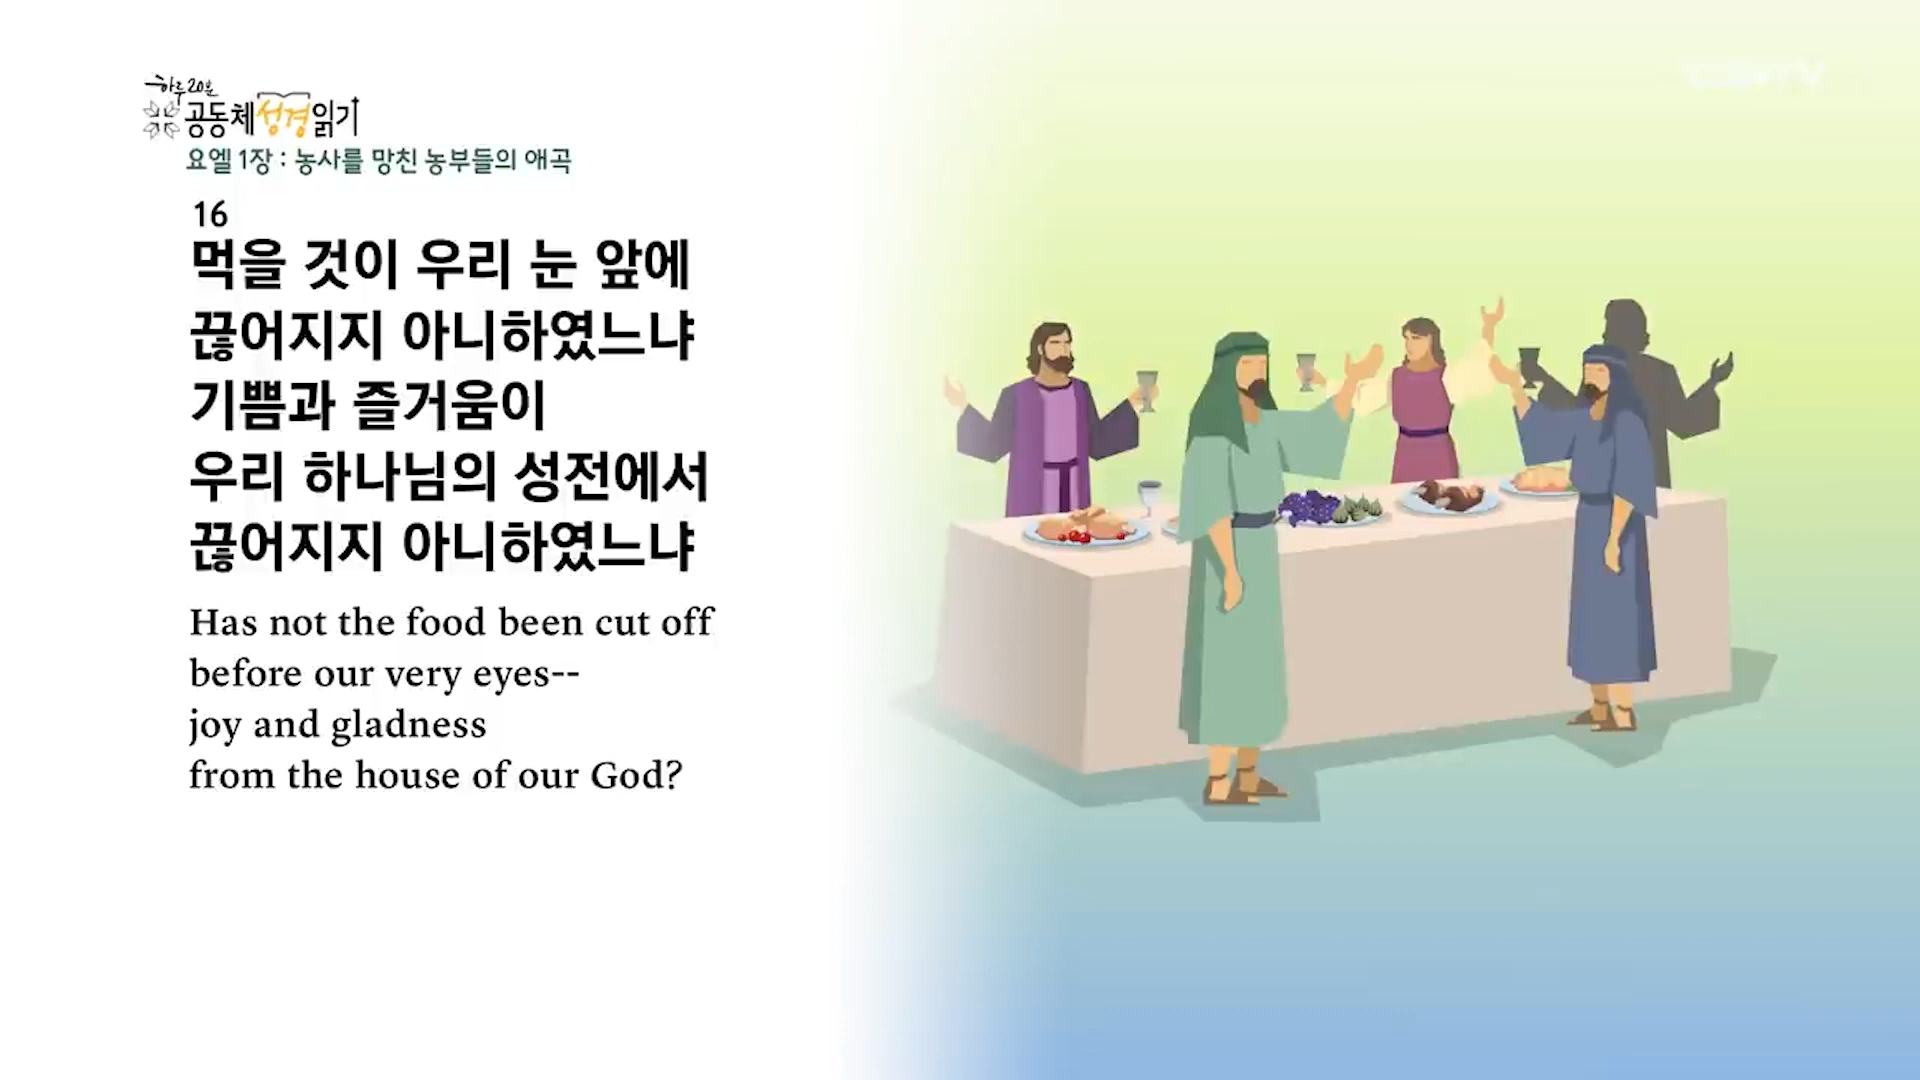 하루 20분
공동체성경읽기
요엘 1장 : 농사를 망친 농부들의 애곡
16
먹을 것이 우리 눈 앞에
끊어지지 아니하였느냐
기쁨과 즐거움이
우리 하나님의 성전에서
끊어지지 아니하였느냐
Has not the food been cut off
before our very eyes--
joy and gladness
from the house of our God?